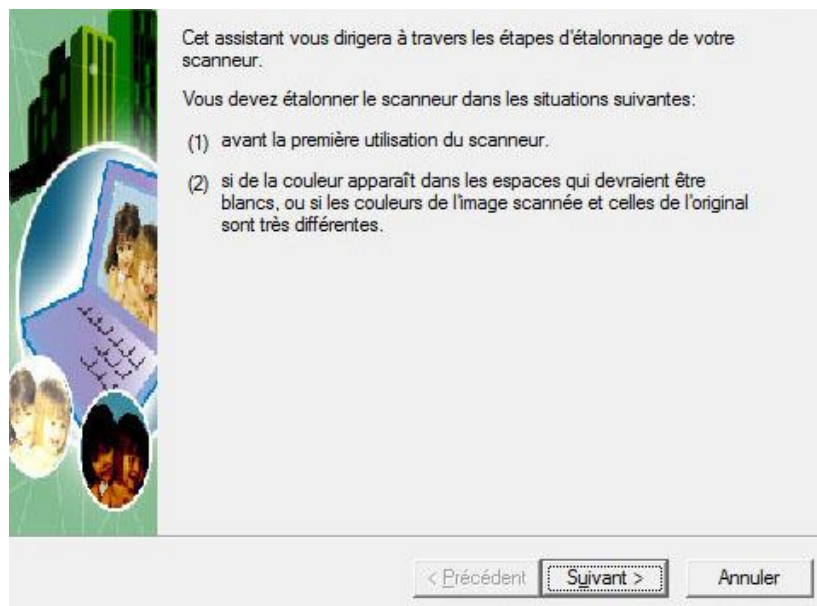 Cet assistant vous dirigera à travers les étapes d'étalonnage de votre
scanneur.
Vous devez étalonner le scanneur dans les situations suivantes:
(1) avant la première utilisation du scanneur.
(2) si de la couleur apparaît dans les espaces qui devraient être
blancs, ou si les couleurs de l'image scannée et celles de l'original
sont très différentes.
< Précédent Suivant > Annuler